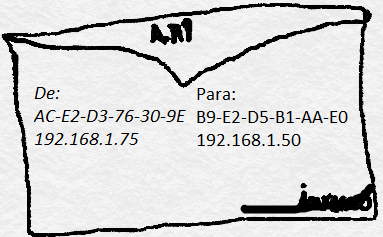 De:
AC-E2-D3-76-30-9E
192.168.1.75
Para:
B9-E2-D5-B1-AA-E0
192.168.1.50